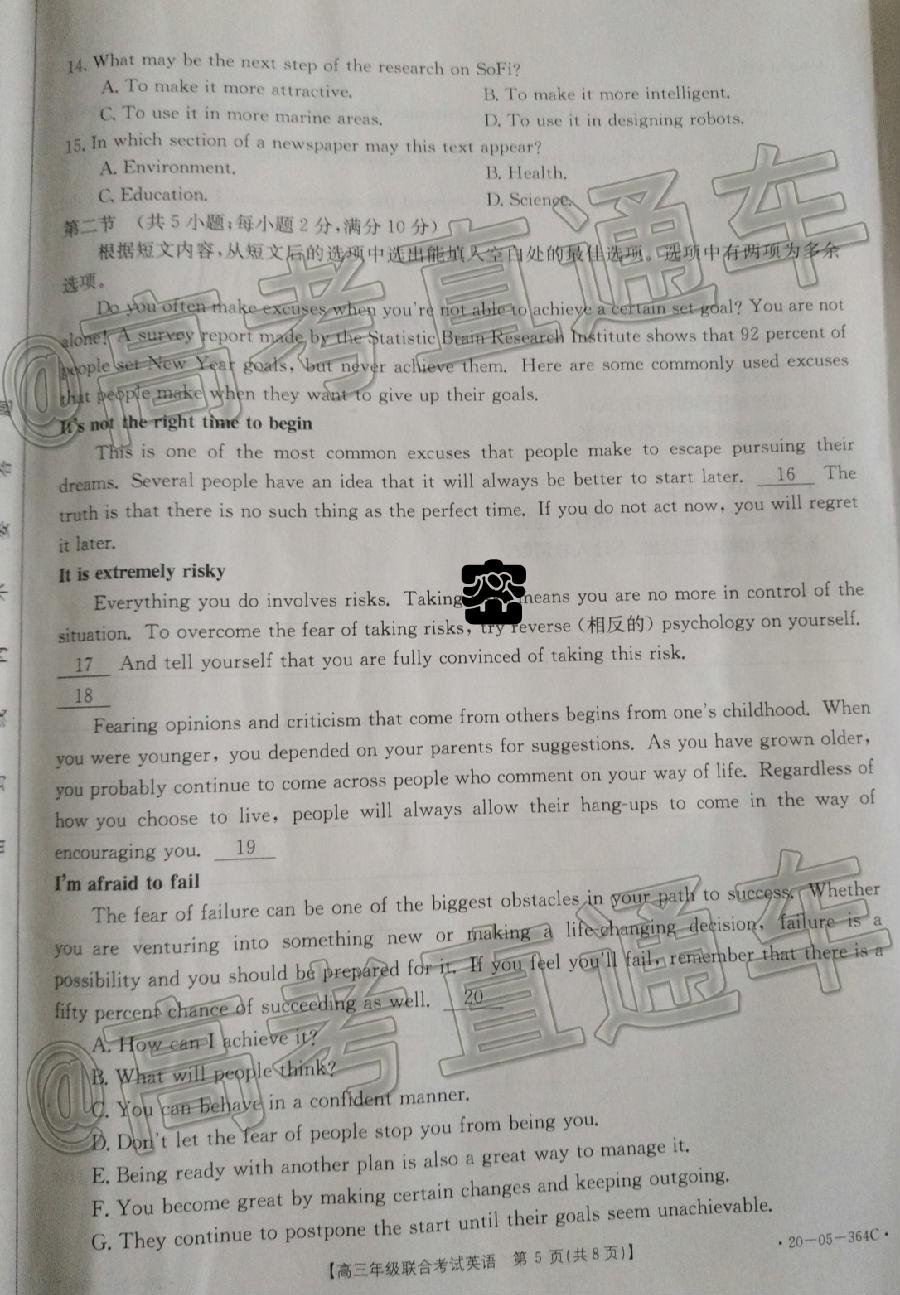 14. What may be the next step of the research on SoFi?
A. To make it more attractive.
B. To make it more intelligent.
C. To use it in more marine areas.
D. To use it in designing robots.
15. In which section of a newspaper may this text appear?
A. Environment.
B. Health.
C. Education.
D. Science.
第二节 (共5小题;每小题2分,满分10分)
根据短文内容,从短文后的选项中选出能填入空白处的最佳选项。选项中有两项为多余
选项。
Do you often make excuses when you're not able to achieve a certain set goal? You are not
alone! A survey report made by the Statistic Brain Research Institute shows that 92 percent of
people set New Year goals, but never achieve them. Here are some commonly used excuses
that people make when they want to give up their goals.
It's not the right time to begin
This is one of the most common excuses that people make to escape pursuing their
dreams. Several people have an idea that it will always be better to start later. 16 The
truth is that there is no such thing as the perfect time. If you do not act now, you will regret
it later.
It is extremely risky
Everything you do involves risks. Taking means you are no more in control of the
situation. To overcome the fear of taking risks, try reverse (相反的) psychology on yourself.
17 And tell yourself that you are fully convinced of taking this risk.
18
Fearing opinions and criticism that come from others begins from one's childhood. When
you were younger, you depended on your parents for suggestions. As you have grown older,
you probably continue to come across people who comment on your way of life. Regardless of
how you choose to live, people will always allow their hang-ups to come in the way of
encouraging you. 19
I'm afraid to fail
The fear of failure can be one of the biggest obstacles in your path to success. Whether
you are venturing into something new or making a life-changing decision, failure is a
possibility and you should be prepared for it. If you feel you'll fail, remember that there is a
fifty percent chance of succeeding as well. 20
A. How can I achieve it?
B. What will people think?
C. You can behave in a confident manner.
D. Don't let the fear of people stop you from being you.
E. Being ready with another plan is also a great way to manage it.
F. You become great by making certain changes and keeping outgoing.
G. They continue to postpone the start until their goals seem unachievable.
【高三年级联合考试英语 第5页(共8页)】
·20-05-364C·
@高考直通车
@高考直通车